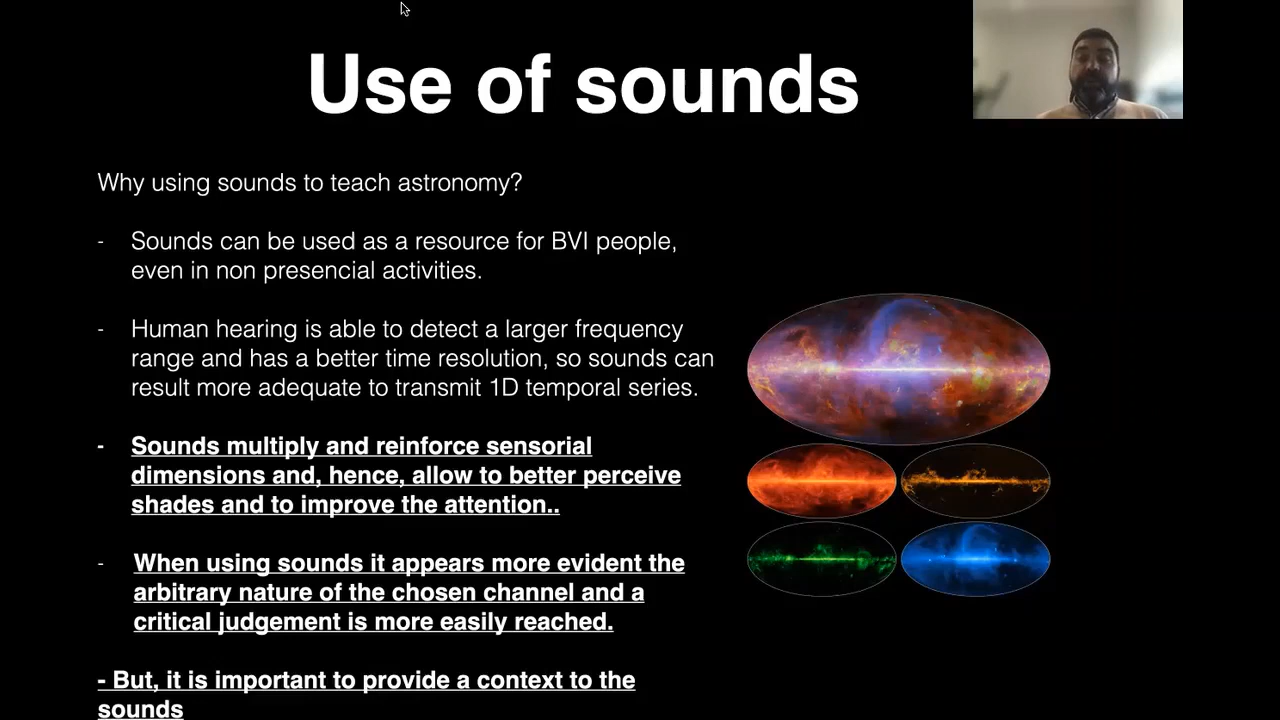 Use of sounds
Why using sounds to teach astronomy?
- Sounds can be used as a resource for BVI people,
even in non presencial activities.
- Human hearing is able to detect a larger frequency
range and has a better time resolution, so sounds can
result more adequate to transmit 1D temporal series.
- Sounds multiply and reinforce sensorial
dimensions and, hence, allow to better perceive
shades and to improve the attention..
- When using sounds it appears more evident the
arbitrary nature of the chosen channel and a
critical judgement is more easily reached.
- But, it is important to provide a context to the
sounds